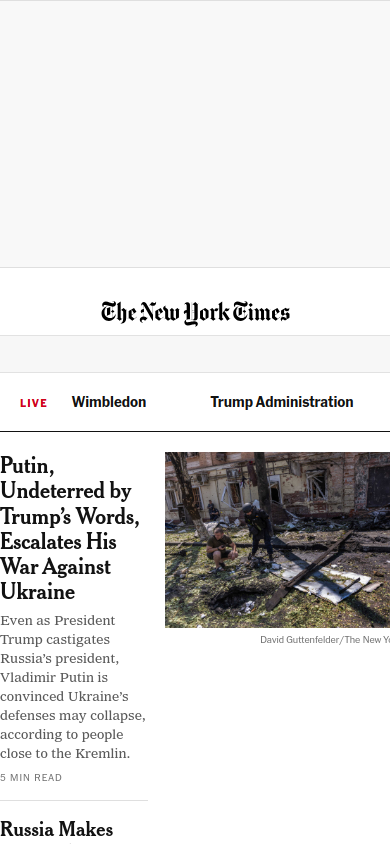 The New York Times
LIVE Wimbledon Trump Administration
Putin,
Undeterred by
Trump’s Words,
Escalates His
War Against
Ukraine
Even as President
Trump castigates
Russia’s president,
Vladimir Putin is
convinced Ukraine’s
defenses may collapse,
according to people
close to the Kremlin.
5 MIN READ
David Guttenfelder/The New Yo
Russia Makes